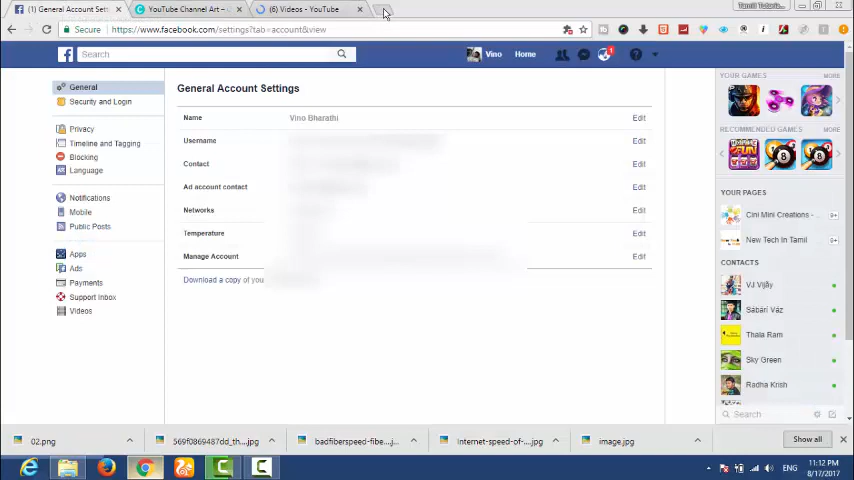 (1) General Account Sett
YouTube Channel Art –
(6) Videos - YouTube
Tamil Tutoria
Secure
https://www.facebook.com/settings?tab=account&view
Search
Vino
Home
1
General
Security and Login
Privacy
Timeline and Tagging
Blocking
Language
Notifications
Mobile
Public Posts
Apps
Ads
Payments
Support Inbox
Videos
General Account Settings
Name Vino Bharathi Edit
Username Edit
Contact Edit
Ad account contact Edit
Networks Edit
Temperature Edit
Manage Account Edit
Download a copy of you
YOUR GAMES MORE
RECOMMENDED GAMES MORE
YOUR PAGES
Cini Mini Creations -
New Tech In Tamil
CONTACTS
VJ Vijay
Sabari Vaz
Thala Ram
Sky Green
Radha Krish
Search
02.png
569f0869487dd_th....jpg
badfiberspeed-fibe....jpg
Internet-speed-of-....jpg
image.jpg
Show all
ENG
11:12 PM
8/17/2017